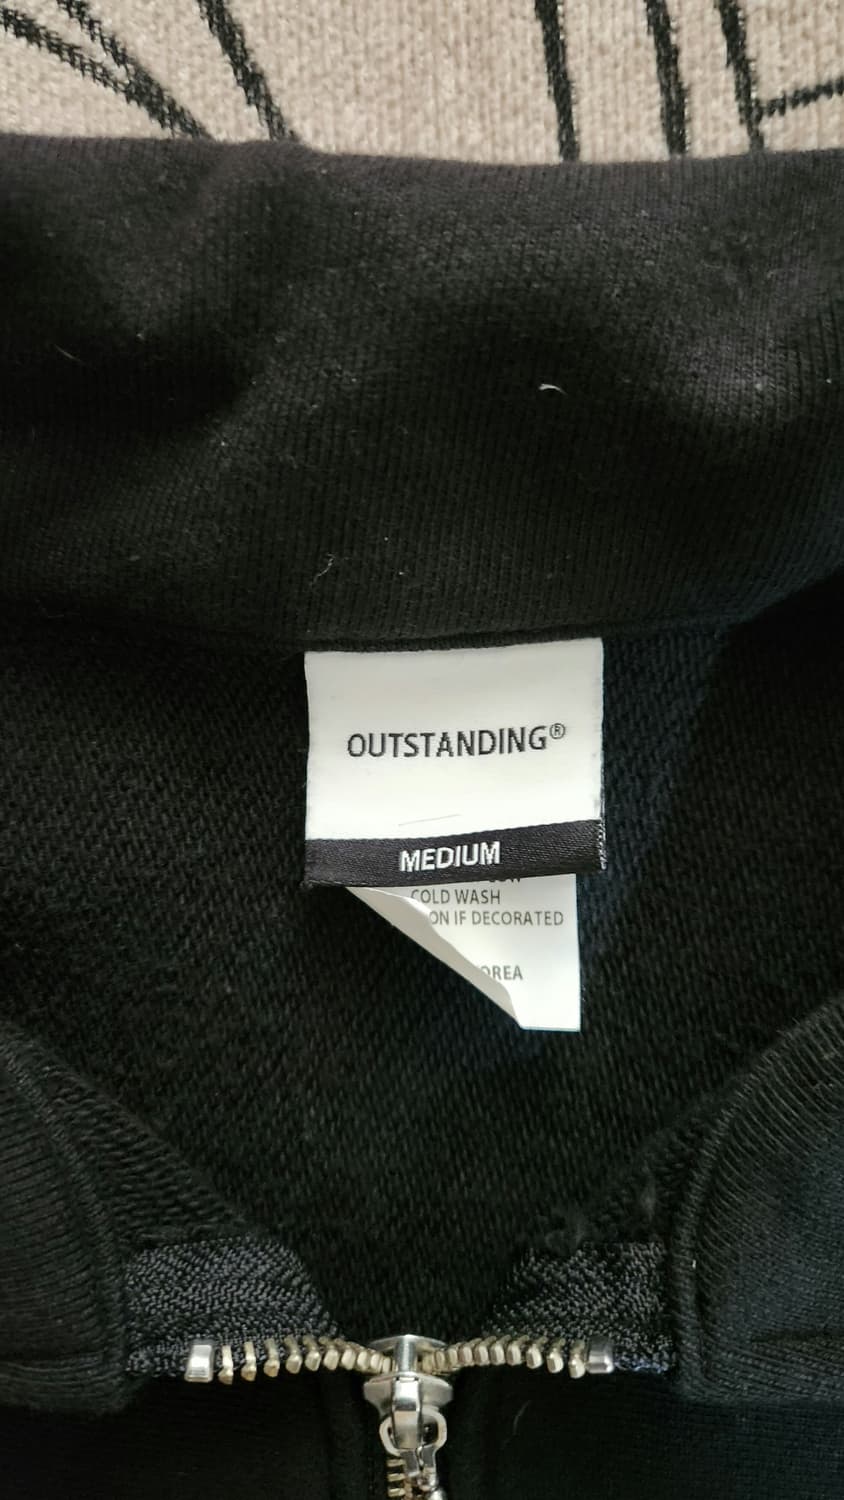 OUTSTANDING®
MEDIUM
COLD WASH
ON IF DECORATED
OREA